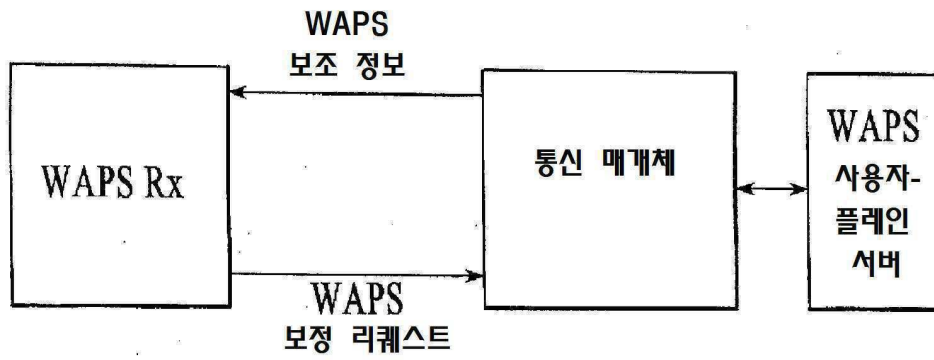 WAPS
보조 정보
WAPS Rx
통신 매개체
WAPS
사용자-
플레인
서버
WAPS
보정 리퀘스트